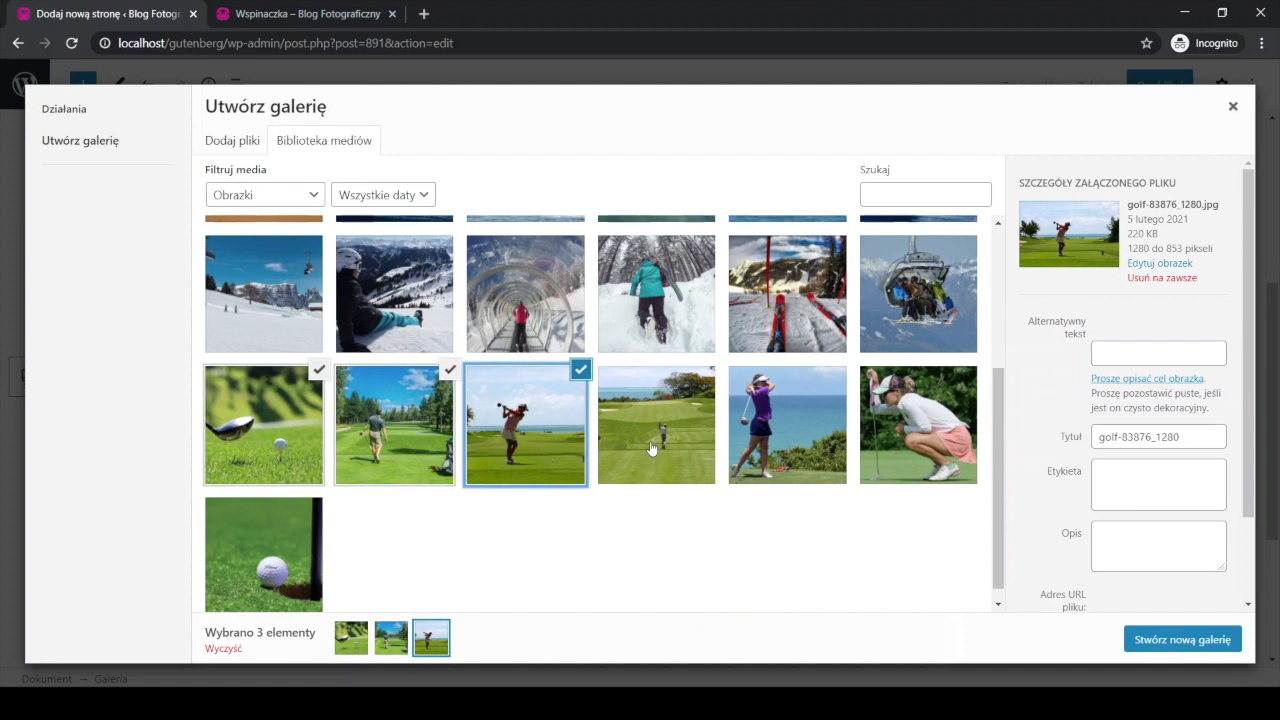 Dodaj nową stronę ‹ Blog Fotogr
Wspinaczka – Blog Fotograficzny
localhost/gutenberg/wp-admin/post.php?post=891&action=edit
Incognito
Działania
Utwórz galerię
Utwórz galerię
Dodaj pliki
Biblioteka mediów
Filtruj media
Obrazki
Wszystkie daty
Szukaj
SZCZEGÓŁY ZAŁĄCZONEGO PLIKU
golf-83876_1280.jpg
5 lutego 2021
220 KB
1280 do 853 pikseli
Edytuj obrazek
Usuń na zawsze
Alternatywny
tekst
Proszę opisać cel obrazka.
Proszę pozostawić puste, jeśli
jest on czysto dekoracyjny.
Tytuł
golf-83876_1280
Etykieta
Opis
Adres URL
pliku:
Wybrano 3 elementy
Wyczyść
Stwórz nową galerię
Dokument → Galeria